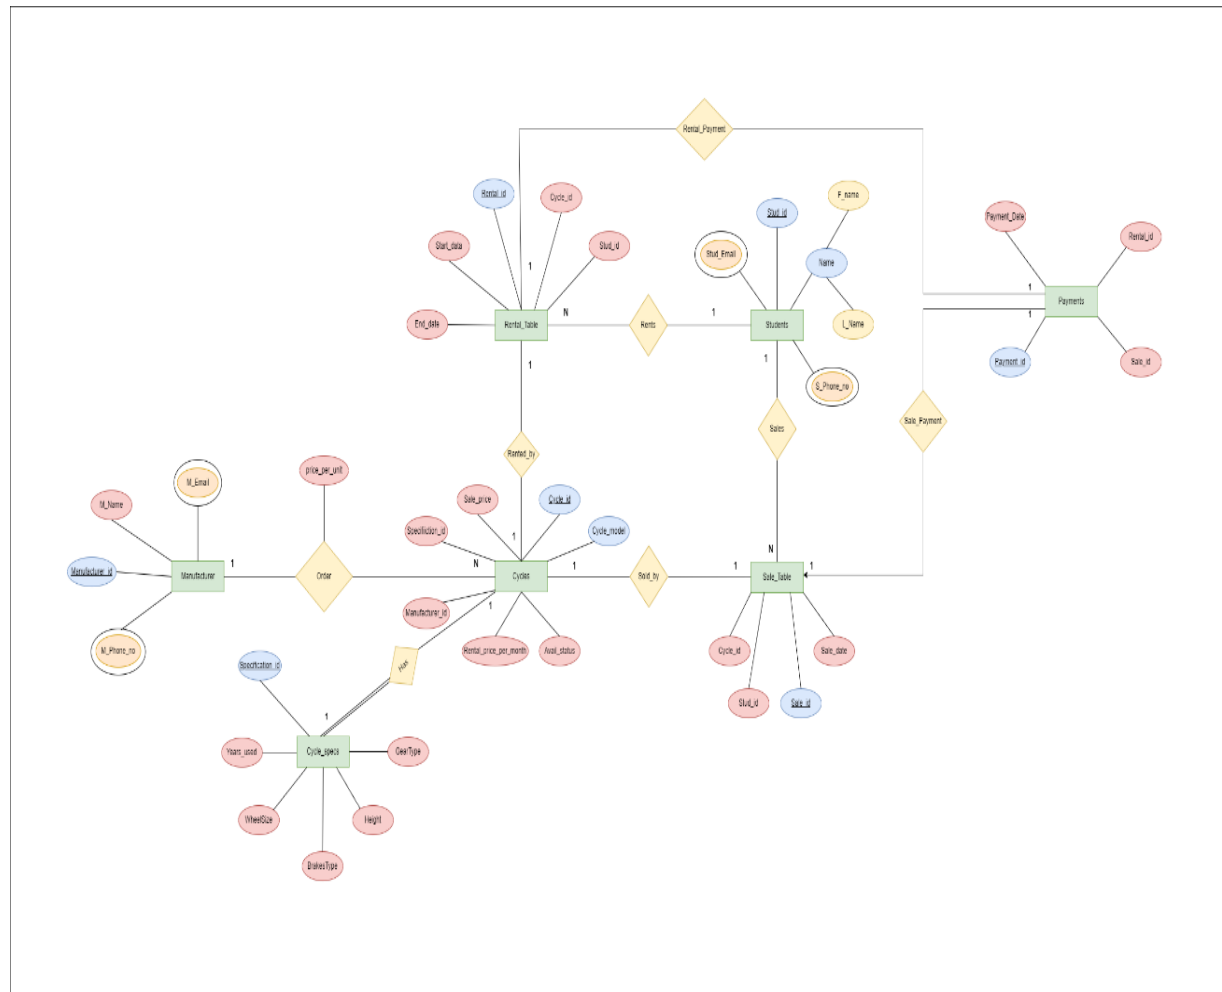 Rental_Payment
Rental_id
Cycle_id
F_name
Stud_id
Payment_Date
Start_data
Stud_id
Stud_Email
Name
Rental_id
1
1
1
N
1
1
End_date
Rental_Table
Rents
Students
L_Name
Payments
1
1
Payment_id
Sale_id
S_Phone_no
Sales
Sale_Payment
Rented_by
price_per_unit
M_Email
M_Name
Sale_price
Cycle_id
Specifiction_id
Cycle_model
1
N
1
N
1
1
1
Manufacturer_id
Manufacturer
Order
Cycles
Sold_by
Sale_Table
1
Manufacturer_id
M_Phone_no
Rental_price_per_month
Avail_status
Cycle_id
Sale_date
Has
Specifcation_id
Stud_id
Sale_id
1
Years_used
Cycle_specs
GearType
WheelSize
Height
BrakesType